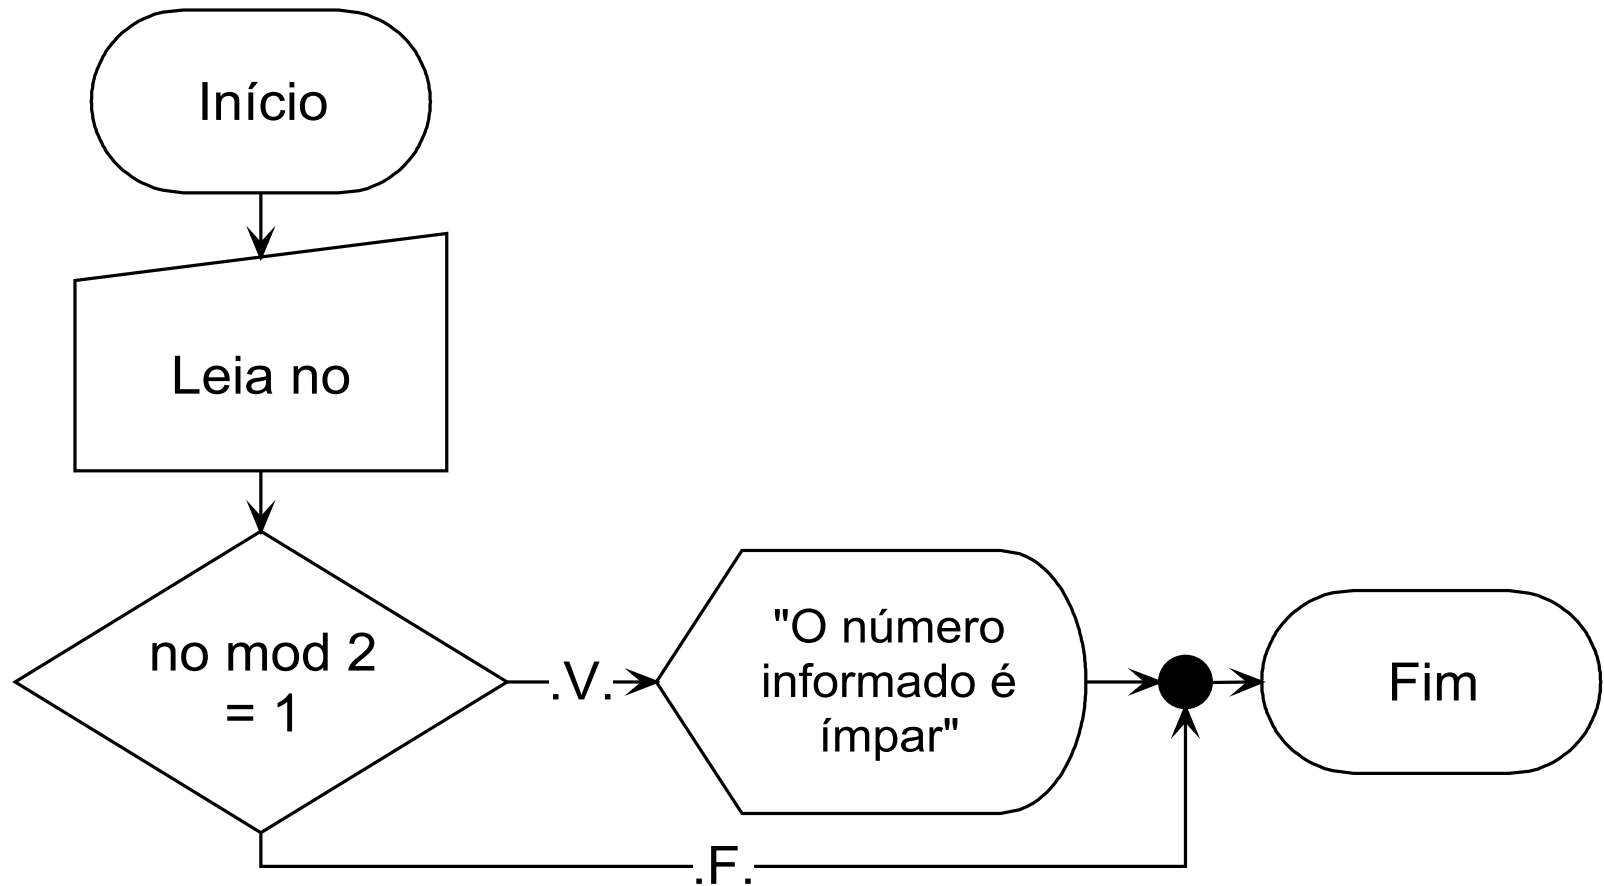 Início
Leia no
no mod 2
= 1
.V.
"O número
informado é
ímpar"
Fim
.F.